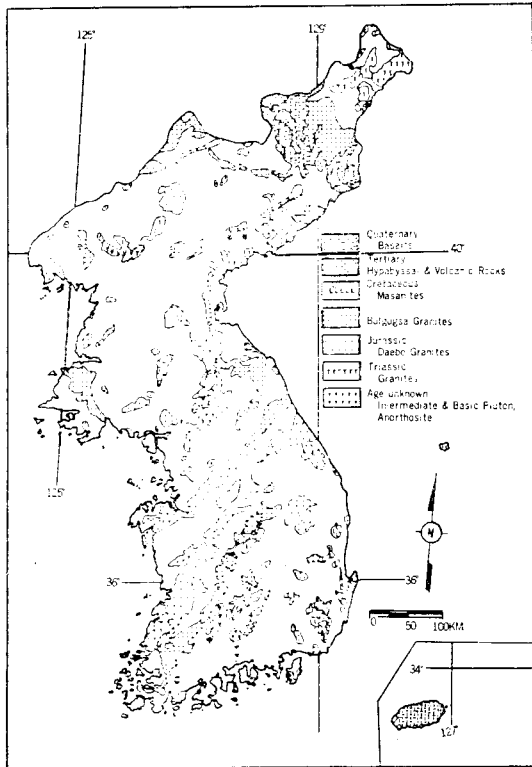 125°
129°
Quaternary
Basalts
40°
Tertiary
Hypabyssal & Volcanic Rocks
Cretaceous
Masanites
Bulgugsa Granites
Jurassic
Daebo Granites
Triassic
Granites
Age unknown
Intermediate & Basic Pluton,
Anorthosite
125°
N
36°
36°
0 50 100KM
34°
127°